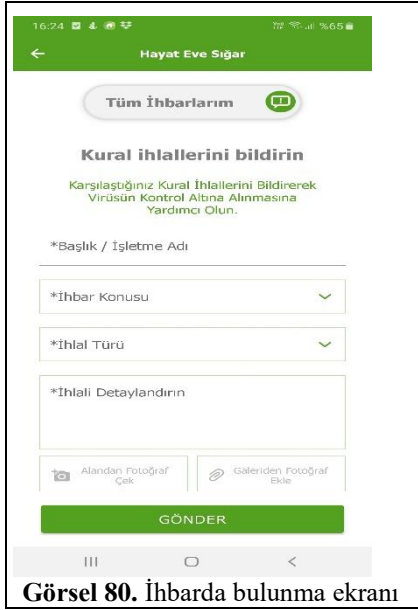 16:24 %65
Hayat Eve Sığar
Tüm İhbarlarım
Kural ihlallerini bildirin
Karşılaştığınız Kural İhlallerini Bildirerek
Virüsün Kontrol Altına Alınmasına
Yardımcı Olun.
*Başlık / İşletme Adı
*İhbar Konusu
*İhlal Türü
*İhlali Detaylandırın
Alandan Fotoğraf
Çek
Galeriden Fotoğraf
Ekle
GÖNDER
Görsel 80. İhbarda bulunma ekranı